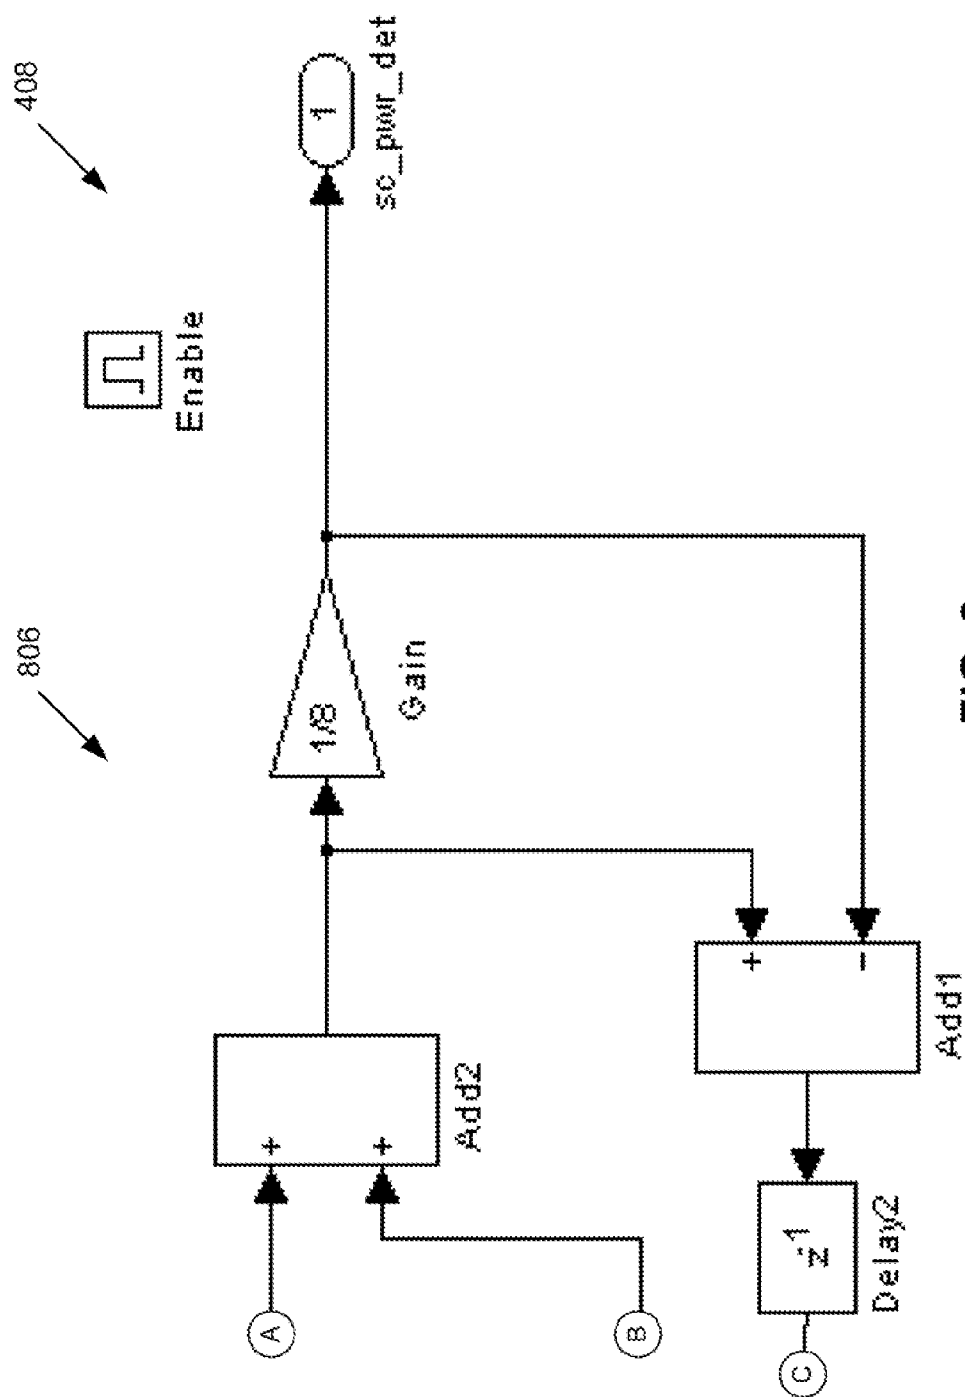 408
806
Enable
1
sc_pwr_det
1/8
Gain
+
+
Add2
A
B
+
-
Add1
z-1
Delay2
C